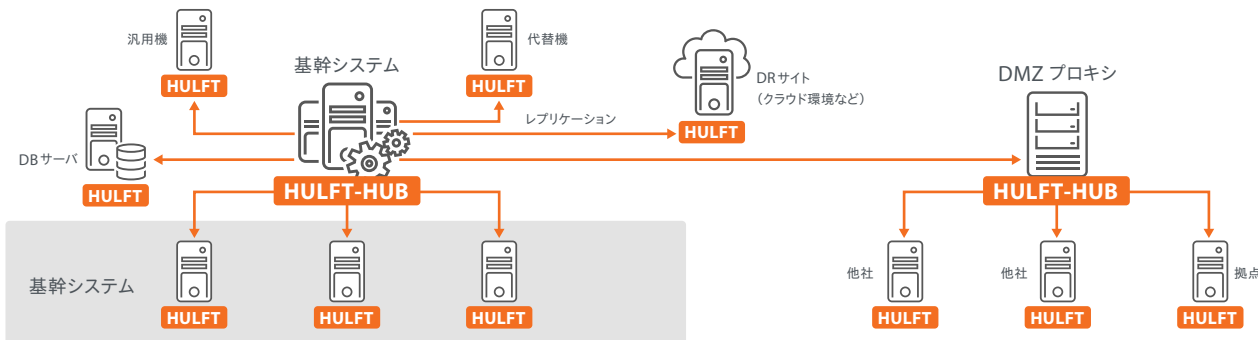 汎用機
HULFT
基幹システム
代替機
HULFT
DRサイト
（クラウド環境など）
HULFT
レプリケーション
DMZ プロキシ
DBサーバ
HULFT
HULFT-HUB
HULFT-HUB
基幹システム
HULFT
HULFT
HULFT
他社
HULFT
他社
HULFT
拠点
HULFT